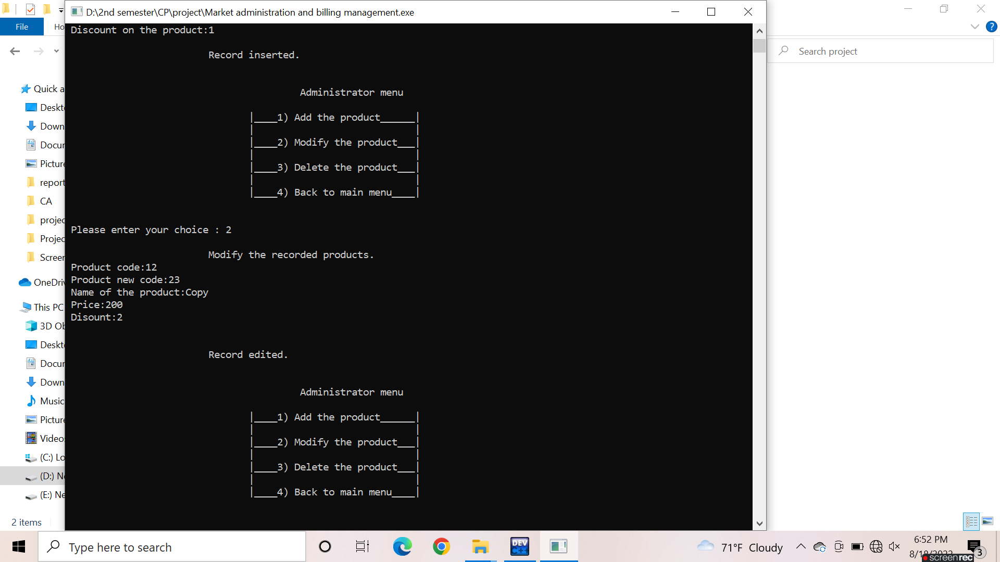 D:\2nd semester\CP\project\Market administration and billing management.exe
File
Ho
Discount on the product:1
Record inserted.
Search project
Quick a
Deskt
Down
Docur
Picture
report
CA
projec
Projec
Screer
OneDriv
This PC
3D Ob
Deskt
Docur
Down
Music
Picture
Videos
(C:) Lo
(D:) Ne
(E:) Ne
2 items
Administrator menu
|____1) Add the product______|
|____2) Modify the product___|
|____3) Delete the product___|
|____4) Back to main menu____|
Please enter your choice : 2
Modify the recorded products.
Product code:12
Product new code:23
Name of the product:Copy
Price:200
Disount:2
Record edited.
Administrator menu
|____1) Add the product______|
|____2) Modify the product___|
|____3) Delete the product___|
|____4) Back to main menu____|
Type here to search
DEV
C++
71°F Cloudy
6:52 PM
3
screenrec